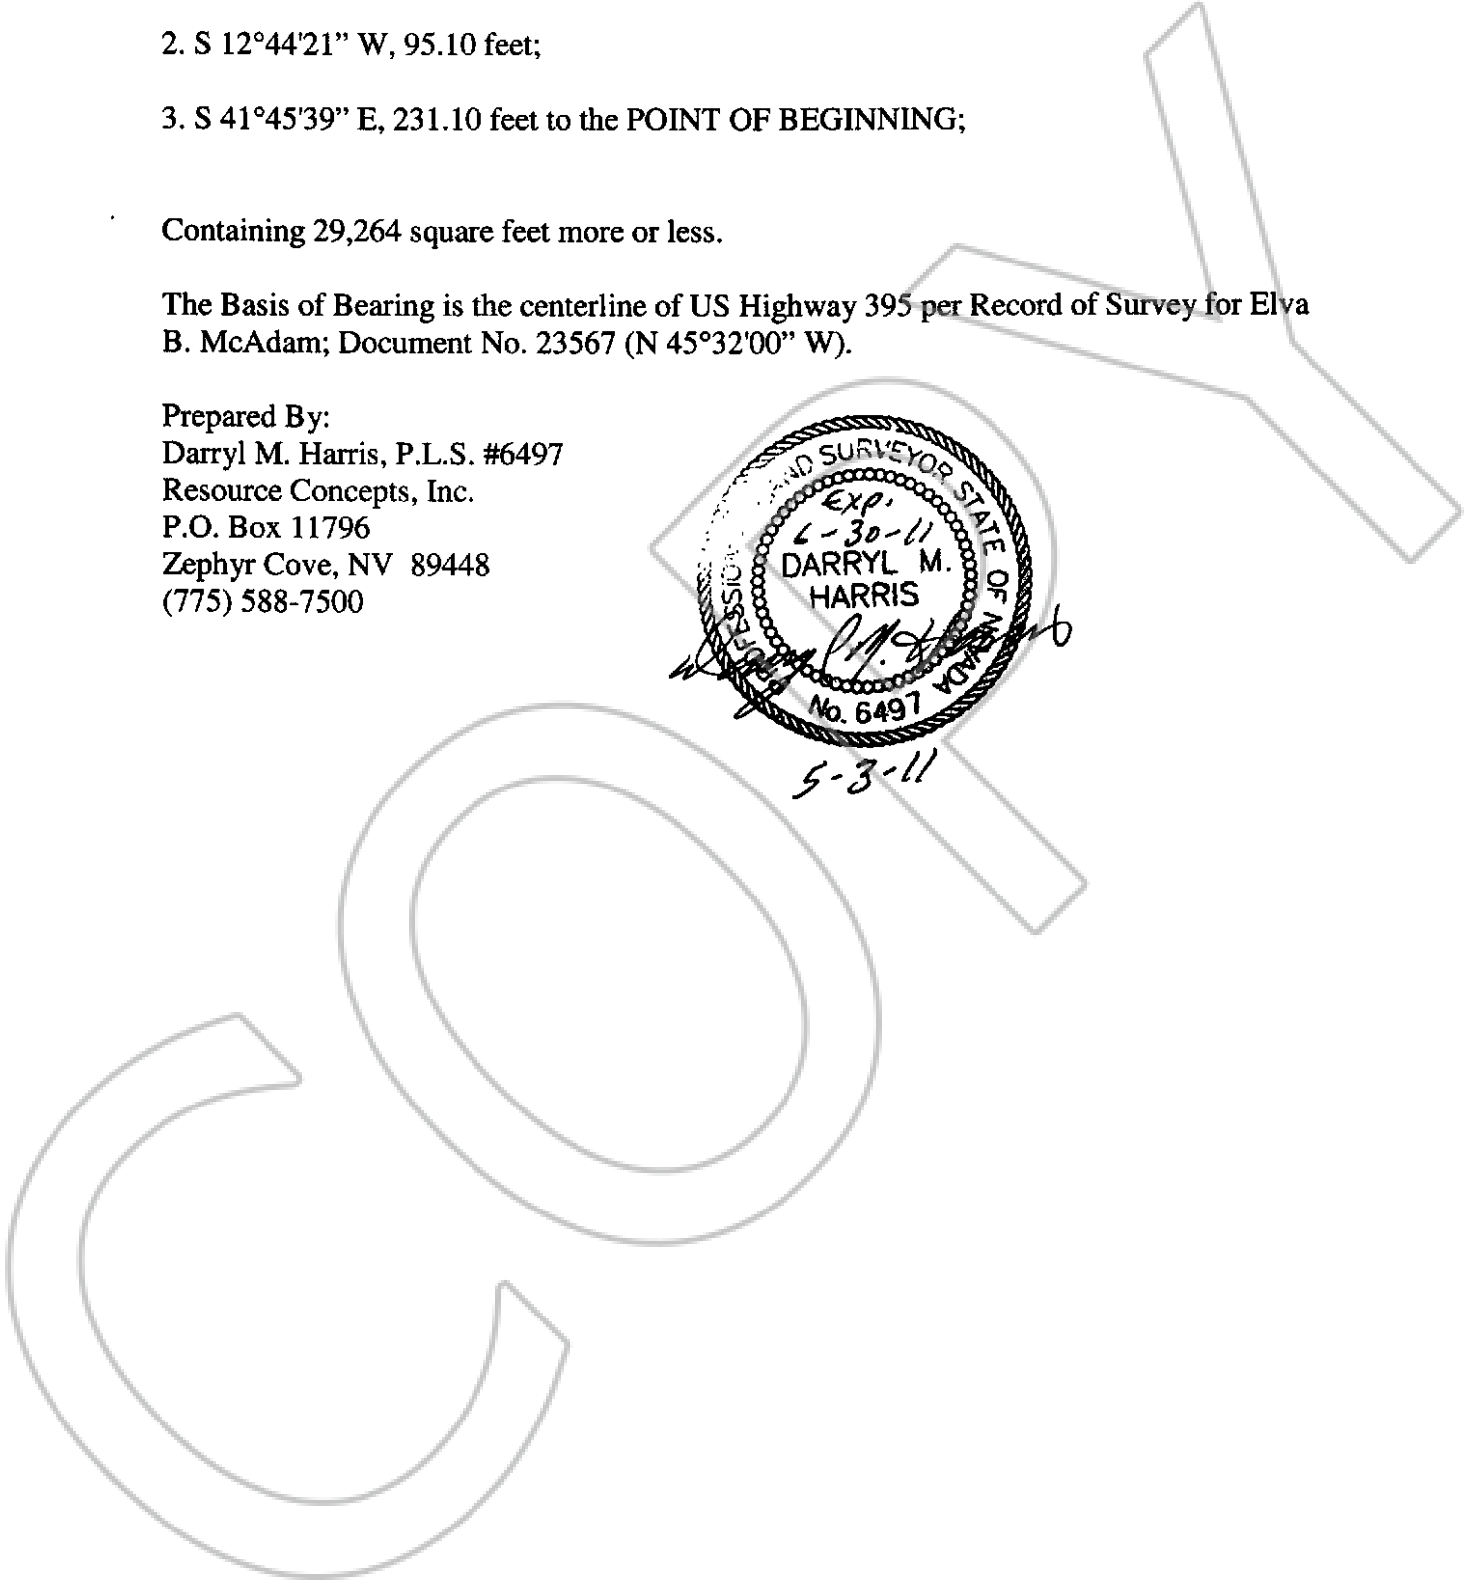 2. S 12°44'21” W, 95.10 feet;
3. S 41°45'39” E, 231.10 feet to the POINT OF BEGINNING;
Containing 29,264 square feet more or less.
The Basis of Bearing is the centerline of US Highway 395 per Record of Survey for Elva
B. McAdam; Document No. 23567 (N 45°32'00” W).
Prepared By:
Darryl M. Harris, P.L.S. #6497
Resource Concepts, Inc.
P.O. Box 11796
Zephyr Cove, NV 89448
(775) 588-7500
SURVEYOR STATE OF NEVADA
Exp.
6-30-11
DARRYL M.
HARRIS
No. 6497
5-3-11
COPY